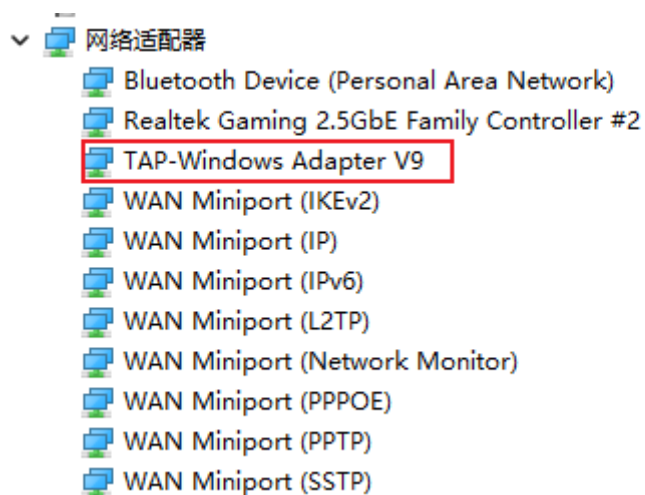 网络适配器
Bluetooth Device (Personal Area Network)
Realtek Gaming 2.5GbE Family Controller #2
TAP-Windows Adapter V9
WAN Miniport (IKEv2)
WAN Miniport (IP)
WAN Miniport (IPv6)
WAN Miniport (L2TP)
WAN Miniport (Network Monitor)
WAN Miniport (PPPOE)
WAN Miniport (PPTP)
WAN Miniport (SSTP)